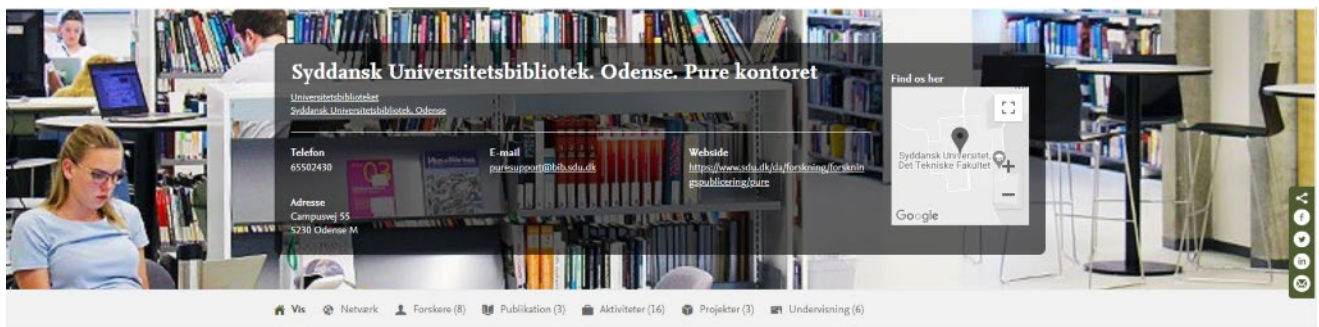 Syddansk Universitetsbibliotek. Odense. Pure kontoret
Universitetsbiblioteket
Syddansk Universitetsbibliotek, Odense
Telefon
65502430
E-mail
puresupport@bib.sdu.dk
Webside
https://www.sdu.dk/da/forskning/forsknin
gspublicering/pure
Adresse
Campusvej 55
5230 Odense M
Find os her
Syddansk Universitet,
Det Tekniske Fakultet
Google
Vis
Netværk
Forskere (8)
Publikation (3)
Aktiviteter (16)
Projekter (3)
Undervisning (6)